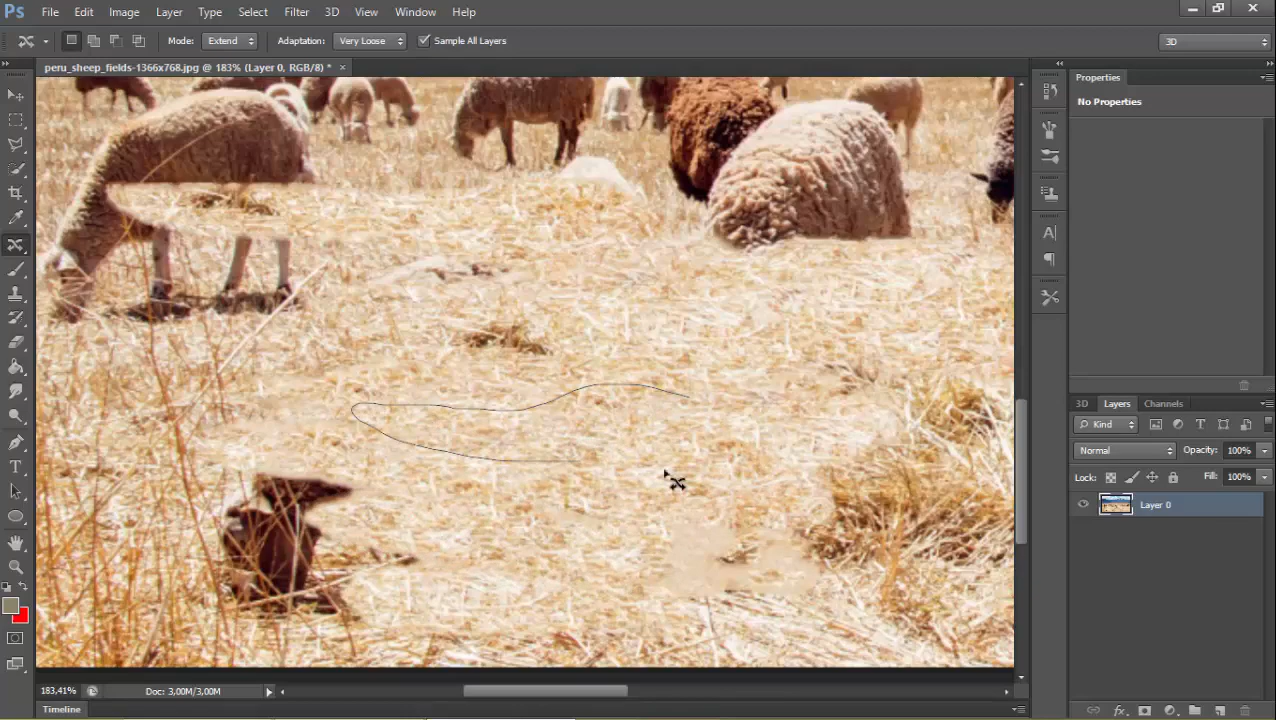 Ps File Edit Image Layer Type Select Filter 3D View Window Help
Mode: Extend Adaptation: Very Loose Sample All Layers 3D
peru_sheep_fields-1366x768.jpg @ 183% (Layer 0, RGB/8) * ×
Properties
No Properties
3D Layers Channels
Kind T
Normal Opacity: 100%
Lock: Fill: 100%
Layer 0
A
T
183,41% Doc: 3,00M/3,00M
Timeline
fx